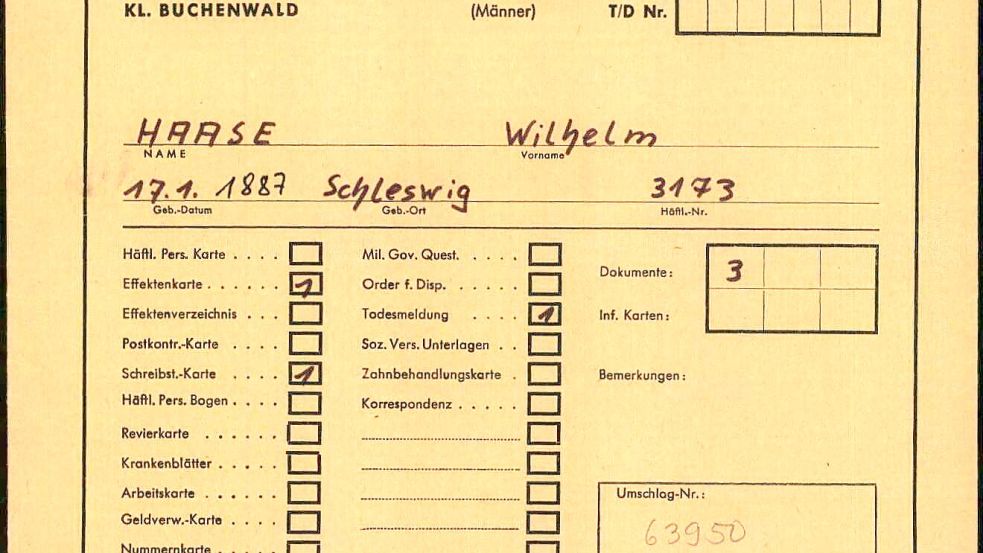 KL. BUCHENWALD (Männer) T/D Nr.
HAASE Wilhelm
NAME Vorname
17.1. 1887 Schleswig 3173
Geb.-Datum Geb.-Ort Häftl.-Nr.
Häftl. Pers. Karte . . . . Mil. Gov. Quest. . . . . .
Effektenkarte . . . . . . 1 Order f. Disp. . . . . . Dokumente: 3
Effektenverzeichnis . . . Todesmeldung . . . . 1 Inf. Karten:
Postkontr.-Karte . . . . Soz. Vers. Unterlagen . .
Schreibst.-Karte . . . . 1 Zahnbehandlungskarte . Bemerkungen:
Häftl. Pers. Bogen . . . . Korrespondenz . . . . .
Revierkarte . . . . . .
Krankenblätter . . . . .
Arbeitskarte . . . . . . Umschlag-Nr.:
Geldverw.-Karte . . . . 63950
Nummernkarte . . . .